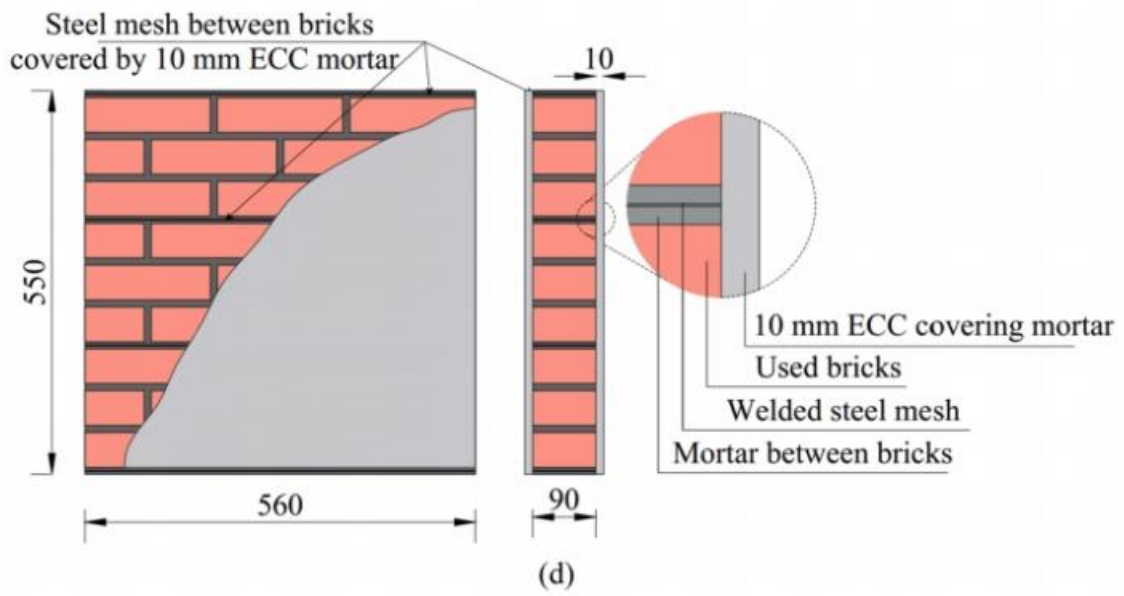 Steel mesh between bricks
covered by 10 mm ECC mortar
10
550
10 mm ECC covering mortar
Used bricks
Welded steel mesh
Mortar between bricks
560
90
(d)